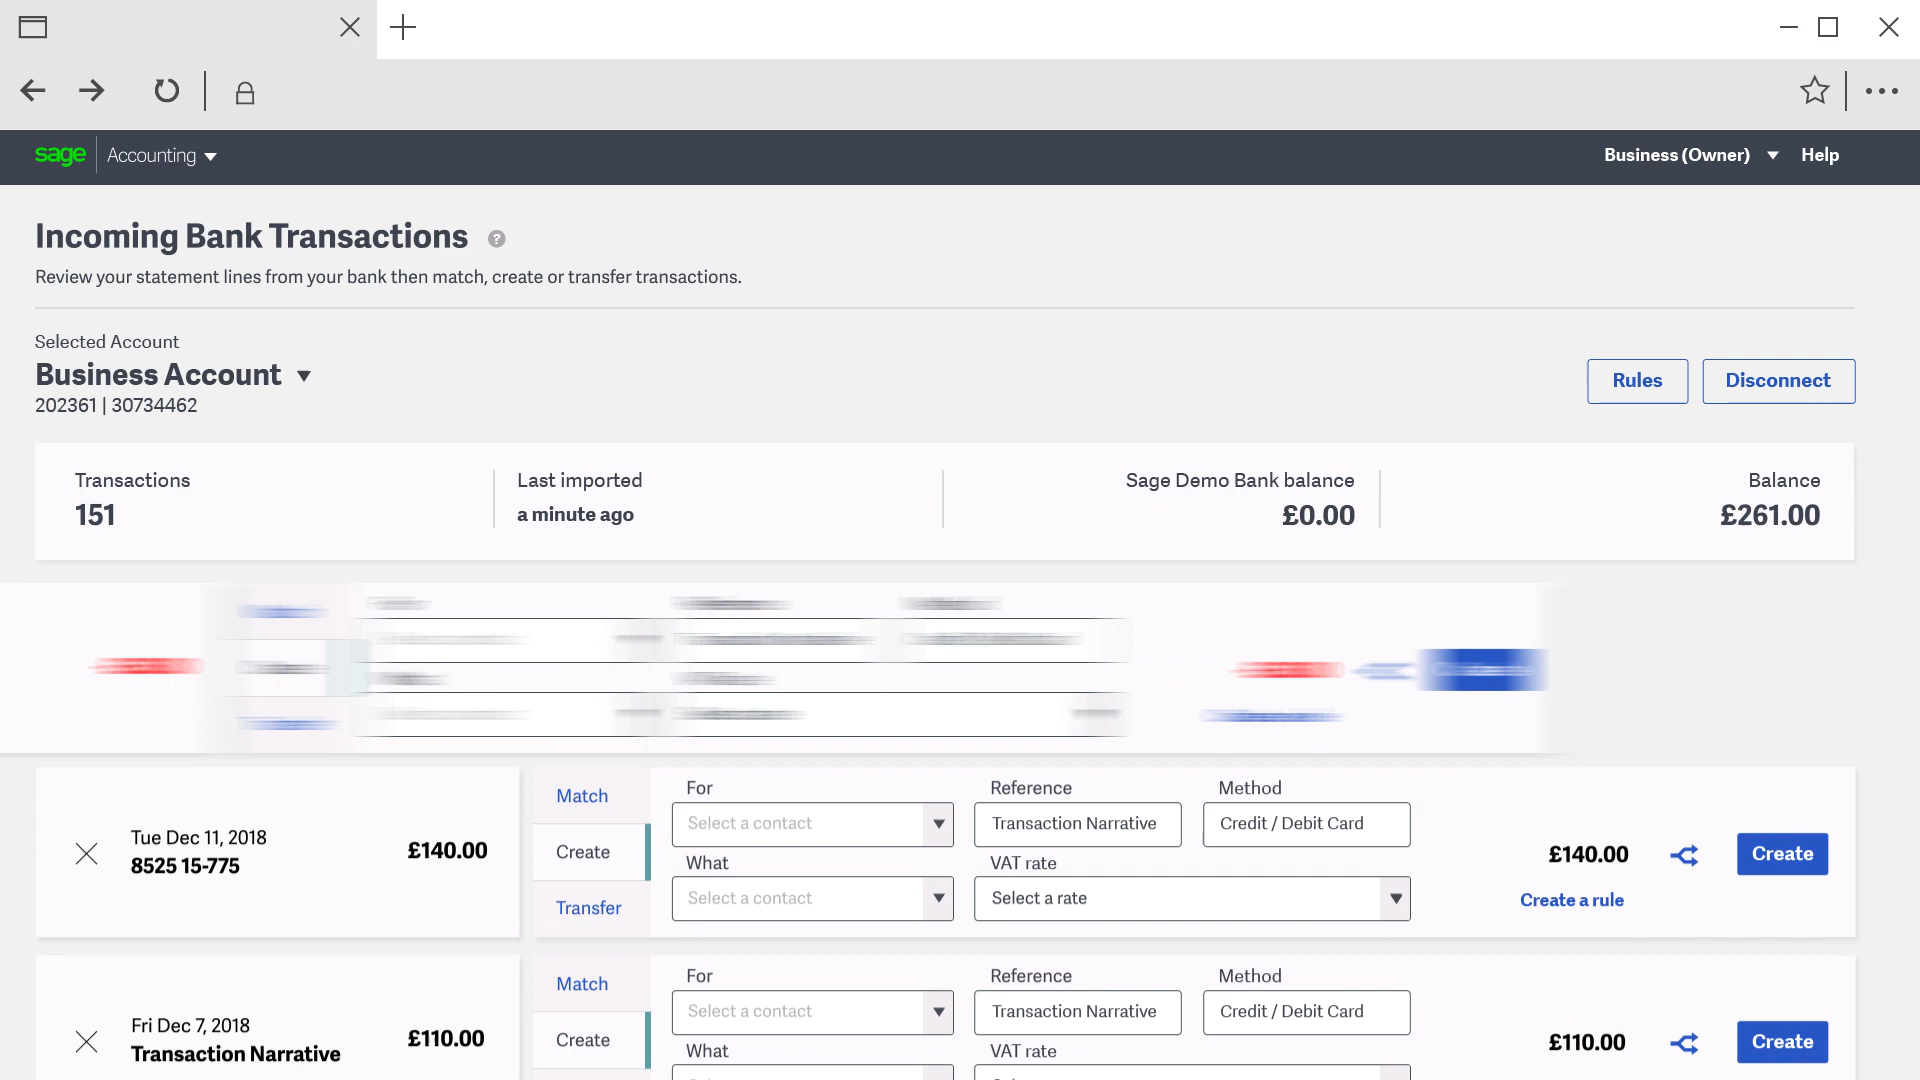 sage Accounting
Business (Owner) Help
Incoming Bank Transactions ?
Review your statement lines from your bank then match, create or transfer transactions.
Selected Account
Business Account
202361 | 30734462
Rules Disconnect
Transactions Last imported Sage Demo Bank balance Balance
151 a minute ago £0.00 £261.00
For Reference Method
Match
Select a contact Transaction Narrative Credit / Debit Card
Tue Dec 11, 2018
8525 15-775
£140.00
Create
What VAT rate
£140.00 Create
Transfer
Select a contact Select a rate
Create a rule
For Reference Method
Match
Select a contact Transaction Narrative Credit / Debit Card
Fri Dec 7, 2018
Transaction Narrative
£110.00
Create
What VAT rate
£110.00 Create